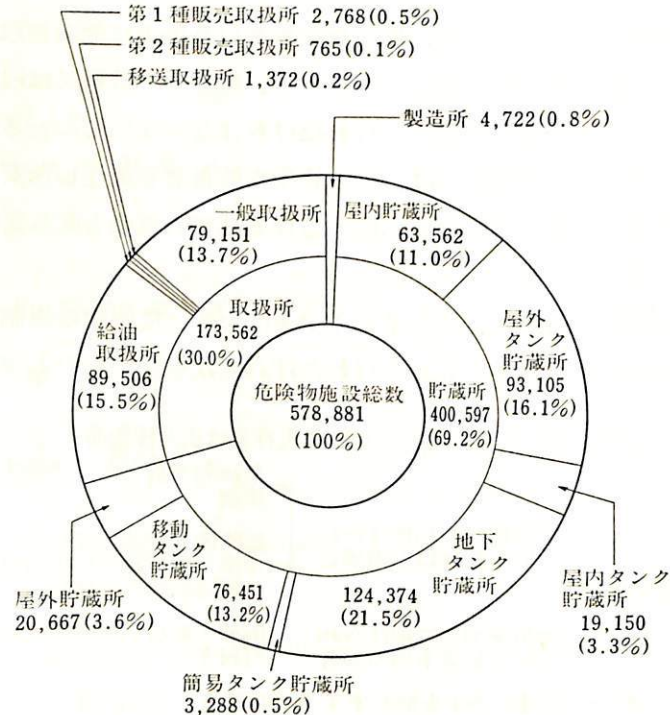 第1種販売取扱所 2,768(0.5%)
第2種販売取扱所 765(0.1%)
移送取扱所 1,372(0.2%)
製造所 4,722(0.8%)
一般取扱所
79,151
(13.7%)
屋内貯蔵所
63,562
(11.0%)
屋外
タンク
貯蔵所
93,105
(16.1%)
取扱所
173,562
(30.0%)
給油
取扱所
89,506
(15.5%)
危険物施設総数
578,881
(100%)
貯蔵所
400,597
(69.2%)
移動
タンク
貯蔵所
76,451
(13.2%)
地下
タンク
貯蔵所
124,374
(21.5%)
屋内タンク
貯蔵所
19,150
(3.3%)
屋外貯蔵所
20,667(3.6%)
簡易タンク貯蔵所
3,288(0.5%)